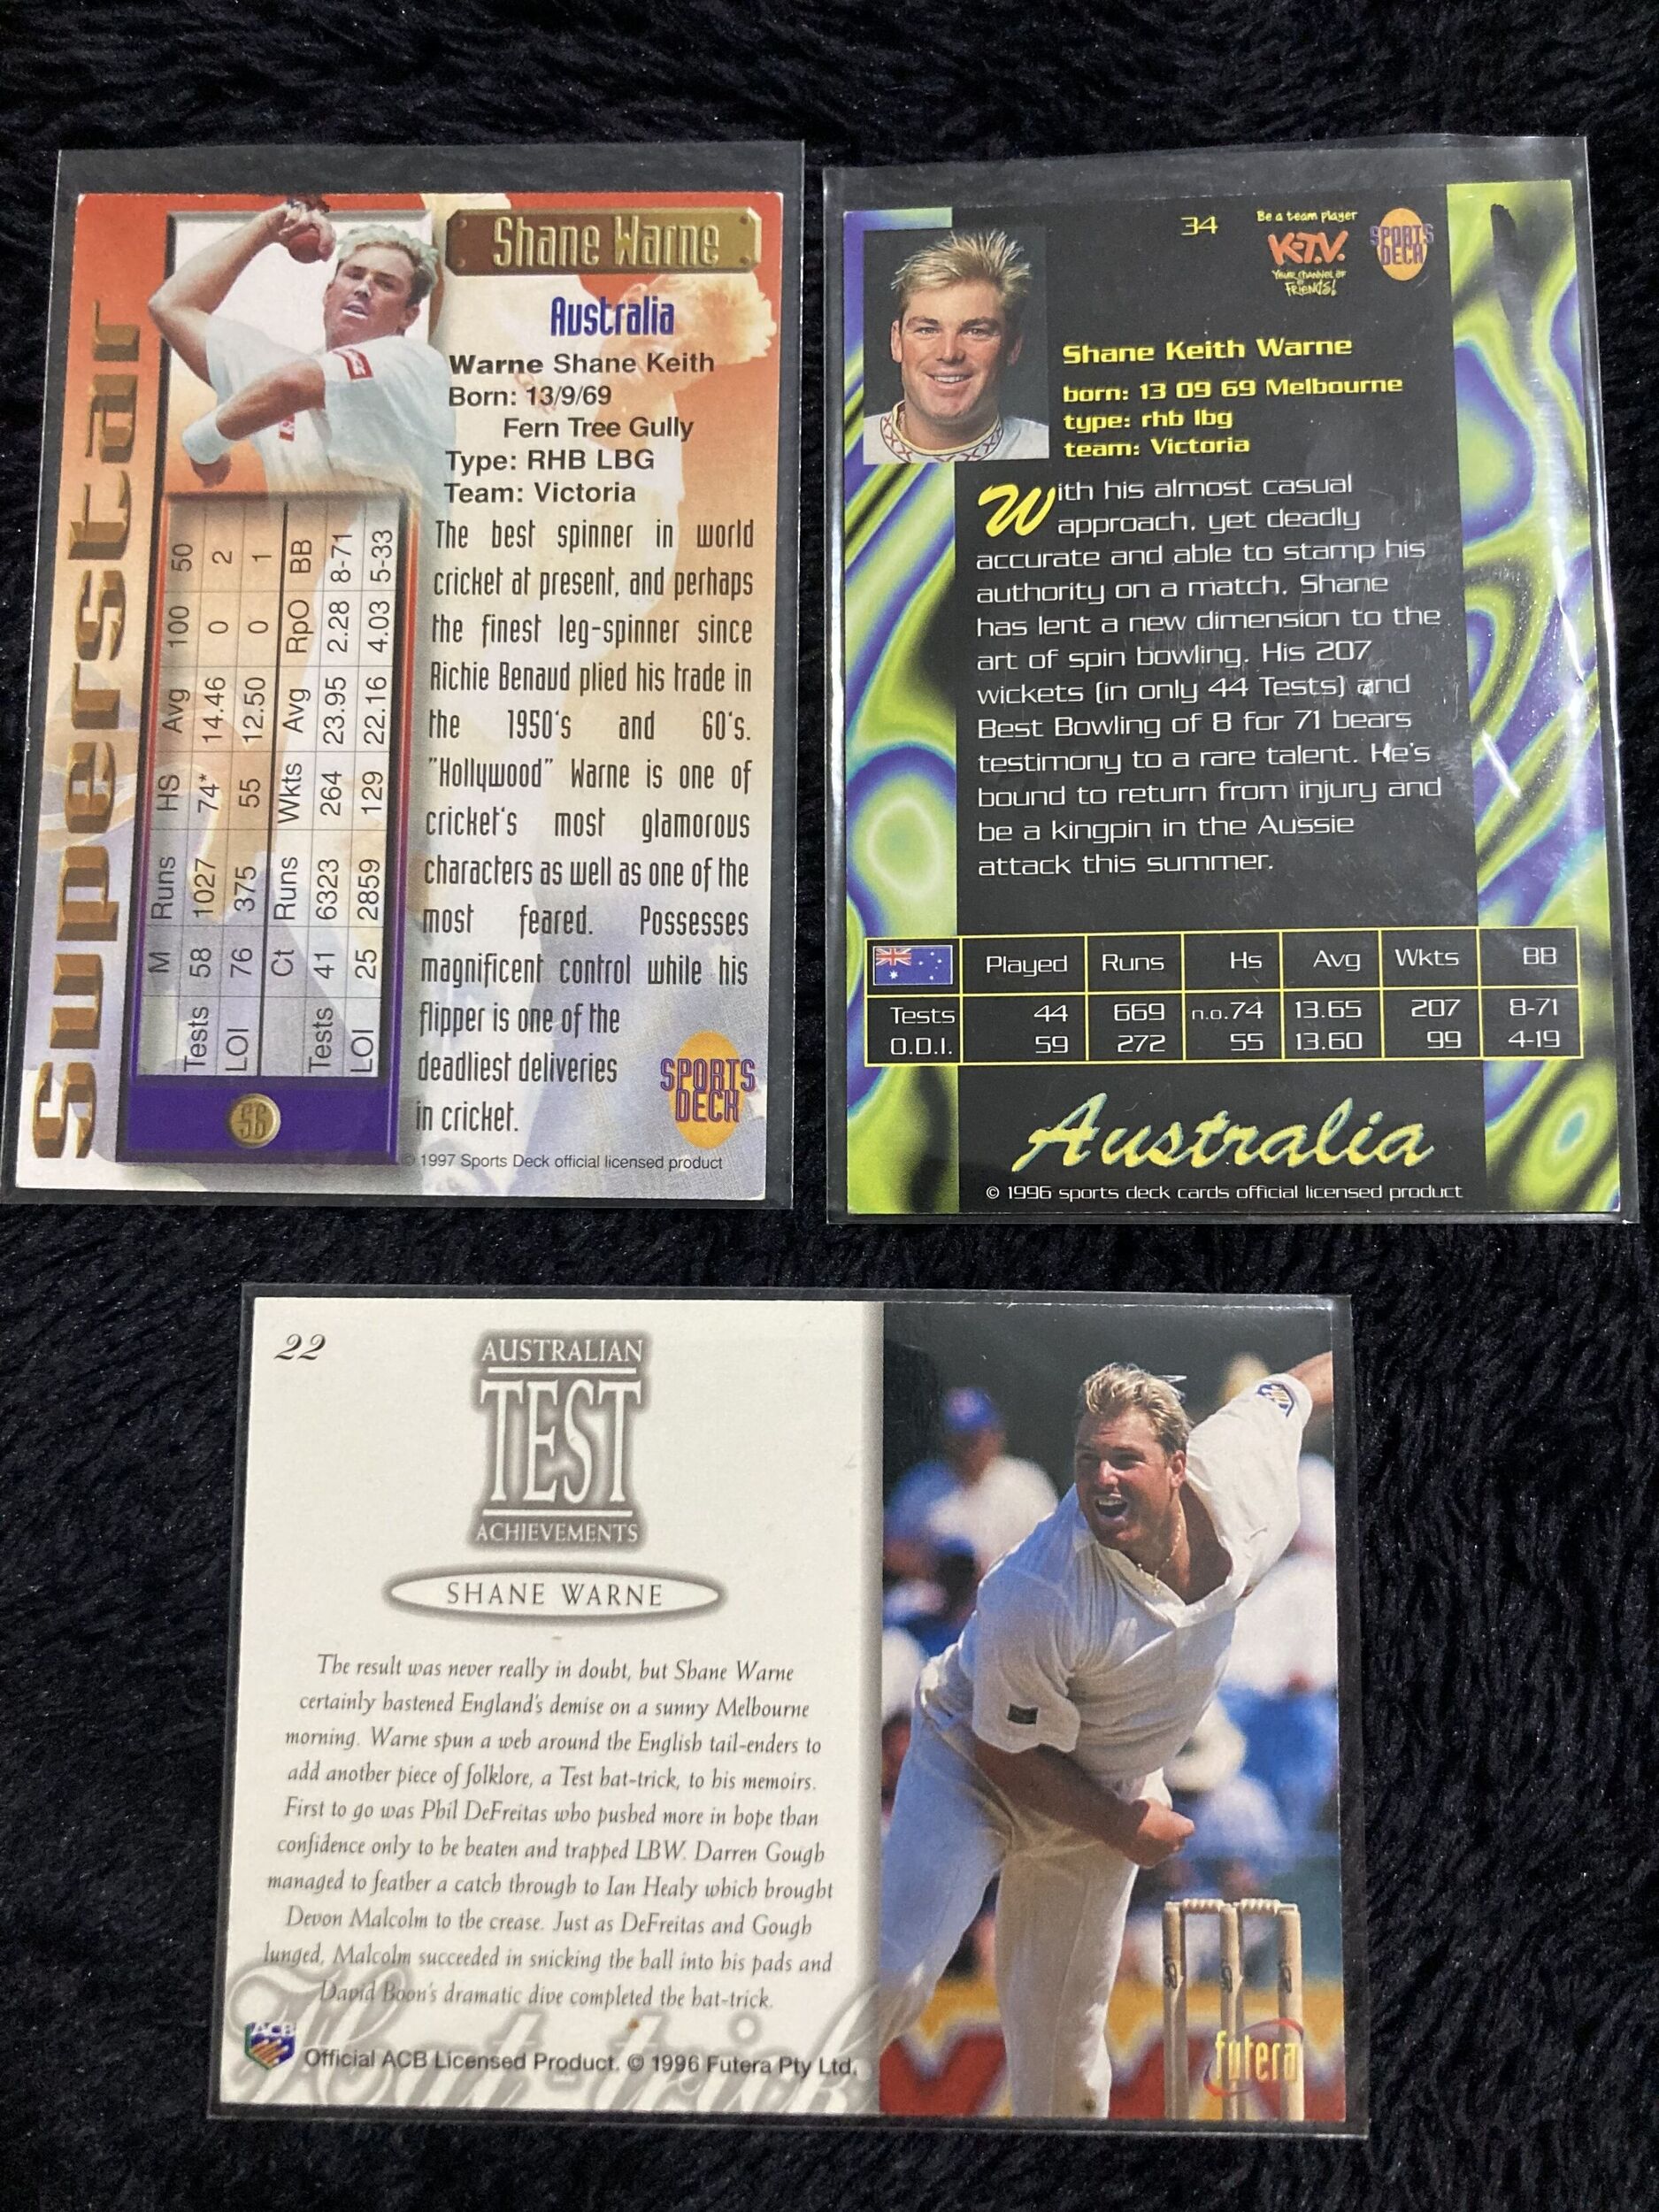 Superstar
Shane Warne
Australia
Warne Shane Keith
Born: 13/9/69
Fern Tree Gully
Type: RHB LBG
Team: Victoria
The best spinner in world
cricket at present, and perhaps
the finest leg-spinner since
Richie Benaud plied his trade in
the 1950's and 60's.
"Hollywood" Warne is one of
cricket's most glamorous
characters as well as one of the
most feared. Possesses
magnificent control while his
flipper is one of the
deadliest deliveries
in cricket.
M Runs HS Avg 100 50
Tests 58 1027 74* 14.46 0 2
LOI 76 375 55 12.50 0 1
Ct Runs Wkts Avg RpO BB
Tests 41 6323 264 23.95 2.28 8-71
LOI 25 2859 129 22.16 4.03 5-33
56
SPORTS
DECK
© 1997 Sports Deck official licensed product
34
Be a team player
K-T.V.
Your channel of
Friends!
SPORTS
DECK
Shane Keith Warne
born: 13 09 69 Melbourne
type: rhb lbg
team: Victoria
With his almost casual
approach, yet deadly
accurate and able to stamp his
authority on a match, Shane
has lent a new dimension to the
art of spin bowling. His 207
wickets (in only 44 Tests) and
Best Bowling of 8 for 71 bears
testimony to a rare talent. He's
bound to return from injury and
be a kingpin in the Aussie
attack this summer.
Played Runs Hs Avg Wkts BB
Tests 44 669 n.o.74 13.65 207 8-71
O.D.I. 59 272 55 13.60 99 4-19
Australia
© 1996 sports deck cards official licensed product
22
AUSTRALIAN
TEST
ACHIEVEMENTS
SHANE WARNE
The result was never really in doubt, but Shane Warne
certainly hastened England's demise on a sunny Melbourne
morning. Warne spun a web around the English tail-enders to
add another piece of folklore, a Test hat-trick, to his memoirs.
First to go was Phil DeFreitas who pushed more in hope than
confidence only to be beaten and trapped LBW. Darren Gough
managed to feather a catch through to Ian Healy which brought
Devon Malcolm to the crease. Just as DeFreitas and Gough
lunged, Malcolm succeeded in snicking the ball into his pads and
David Boon's dramatic dive completed the hat-trick.
Hat-trick
ACB
Official ACB Licensed Product. © 1996 Futera Pty Ltd.
futera